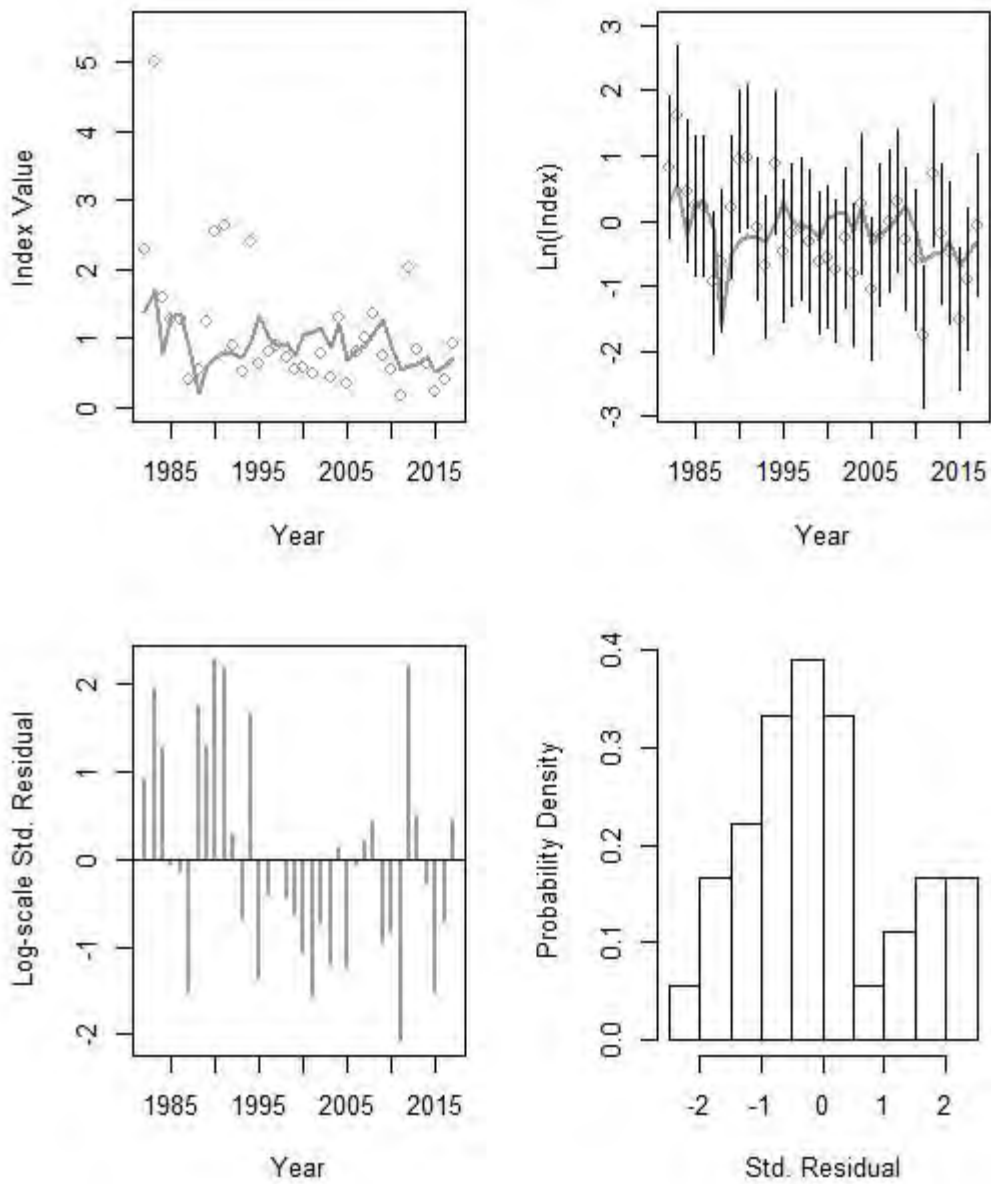 Index Value
5
4
3
2
1
0
1985 1995 2005 2015
Year
Ln(Index)
3
2
1
0
-1
-2
-3
1985 1995 2005 2015
Year
Log-scale Std. Residual
2
1
0
-1
-2
1985 1995 2005 2015
Year
Probability Density
0.4
0.3
0.2
0.1
0.0
-2 -1 0 1 2
Std. Residual